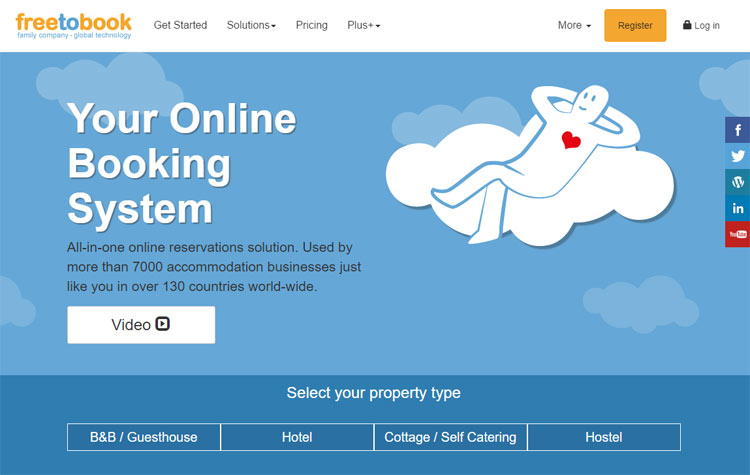 freetobook
family company - global technology
Get Started
Solutions
Pricing
Plus+
More
Register
Log in
Your Online
Booking
System
All-in-one online reservations solution. Used by
more than 7000 accommodation businesses just
like you in over 130 countries world-wide.
Video
Select your property type
B&B / Guesthouse
Hotel
Cottage / Self Catering
Hostel
f
W
in
YouTube